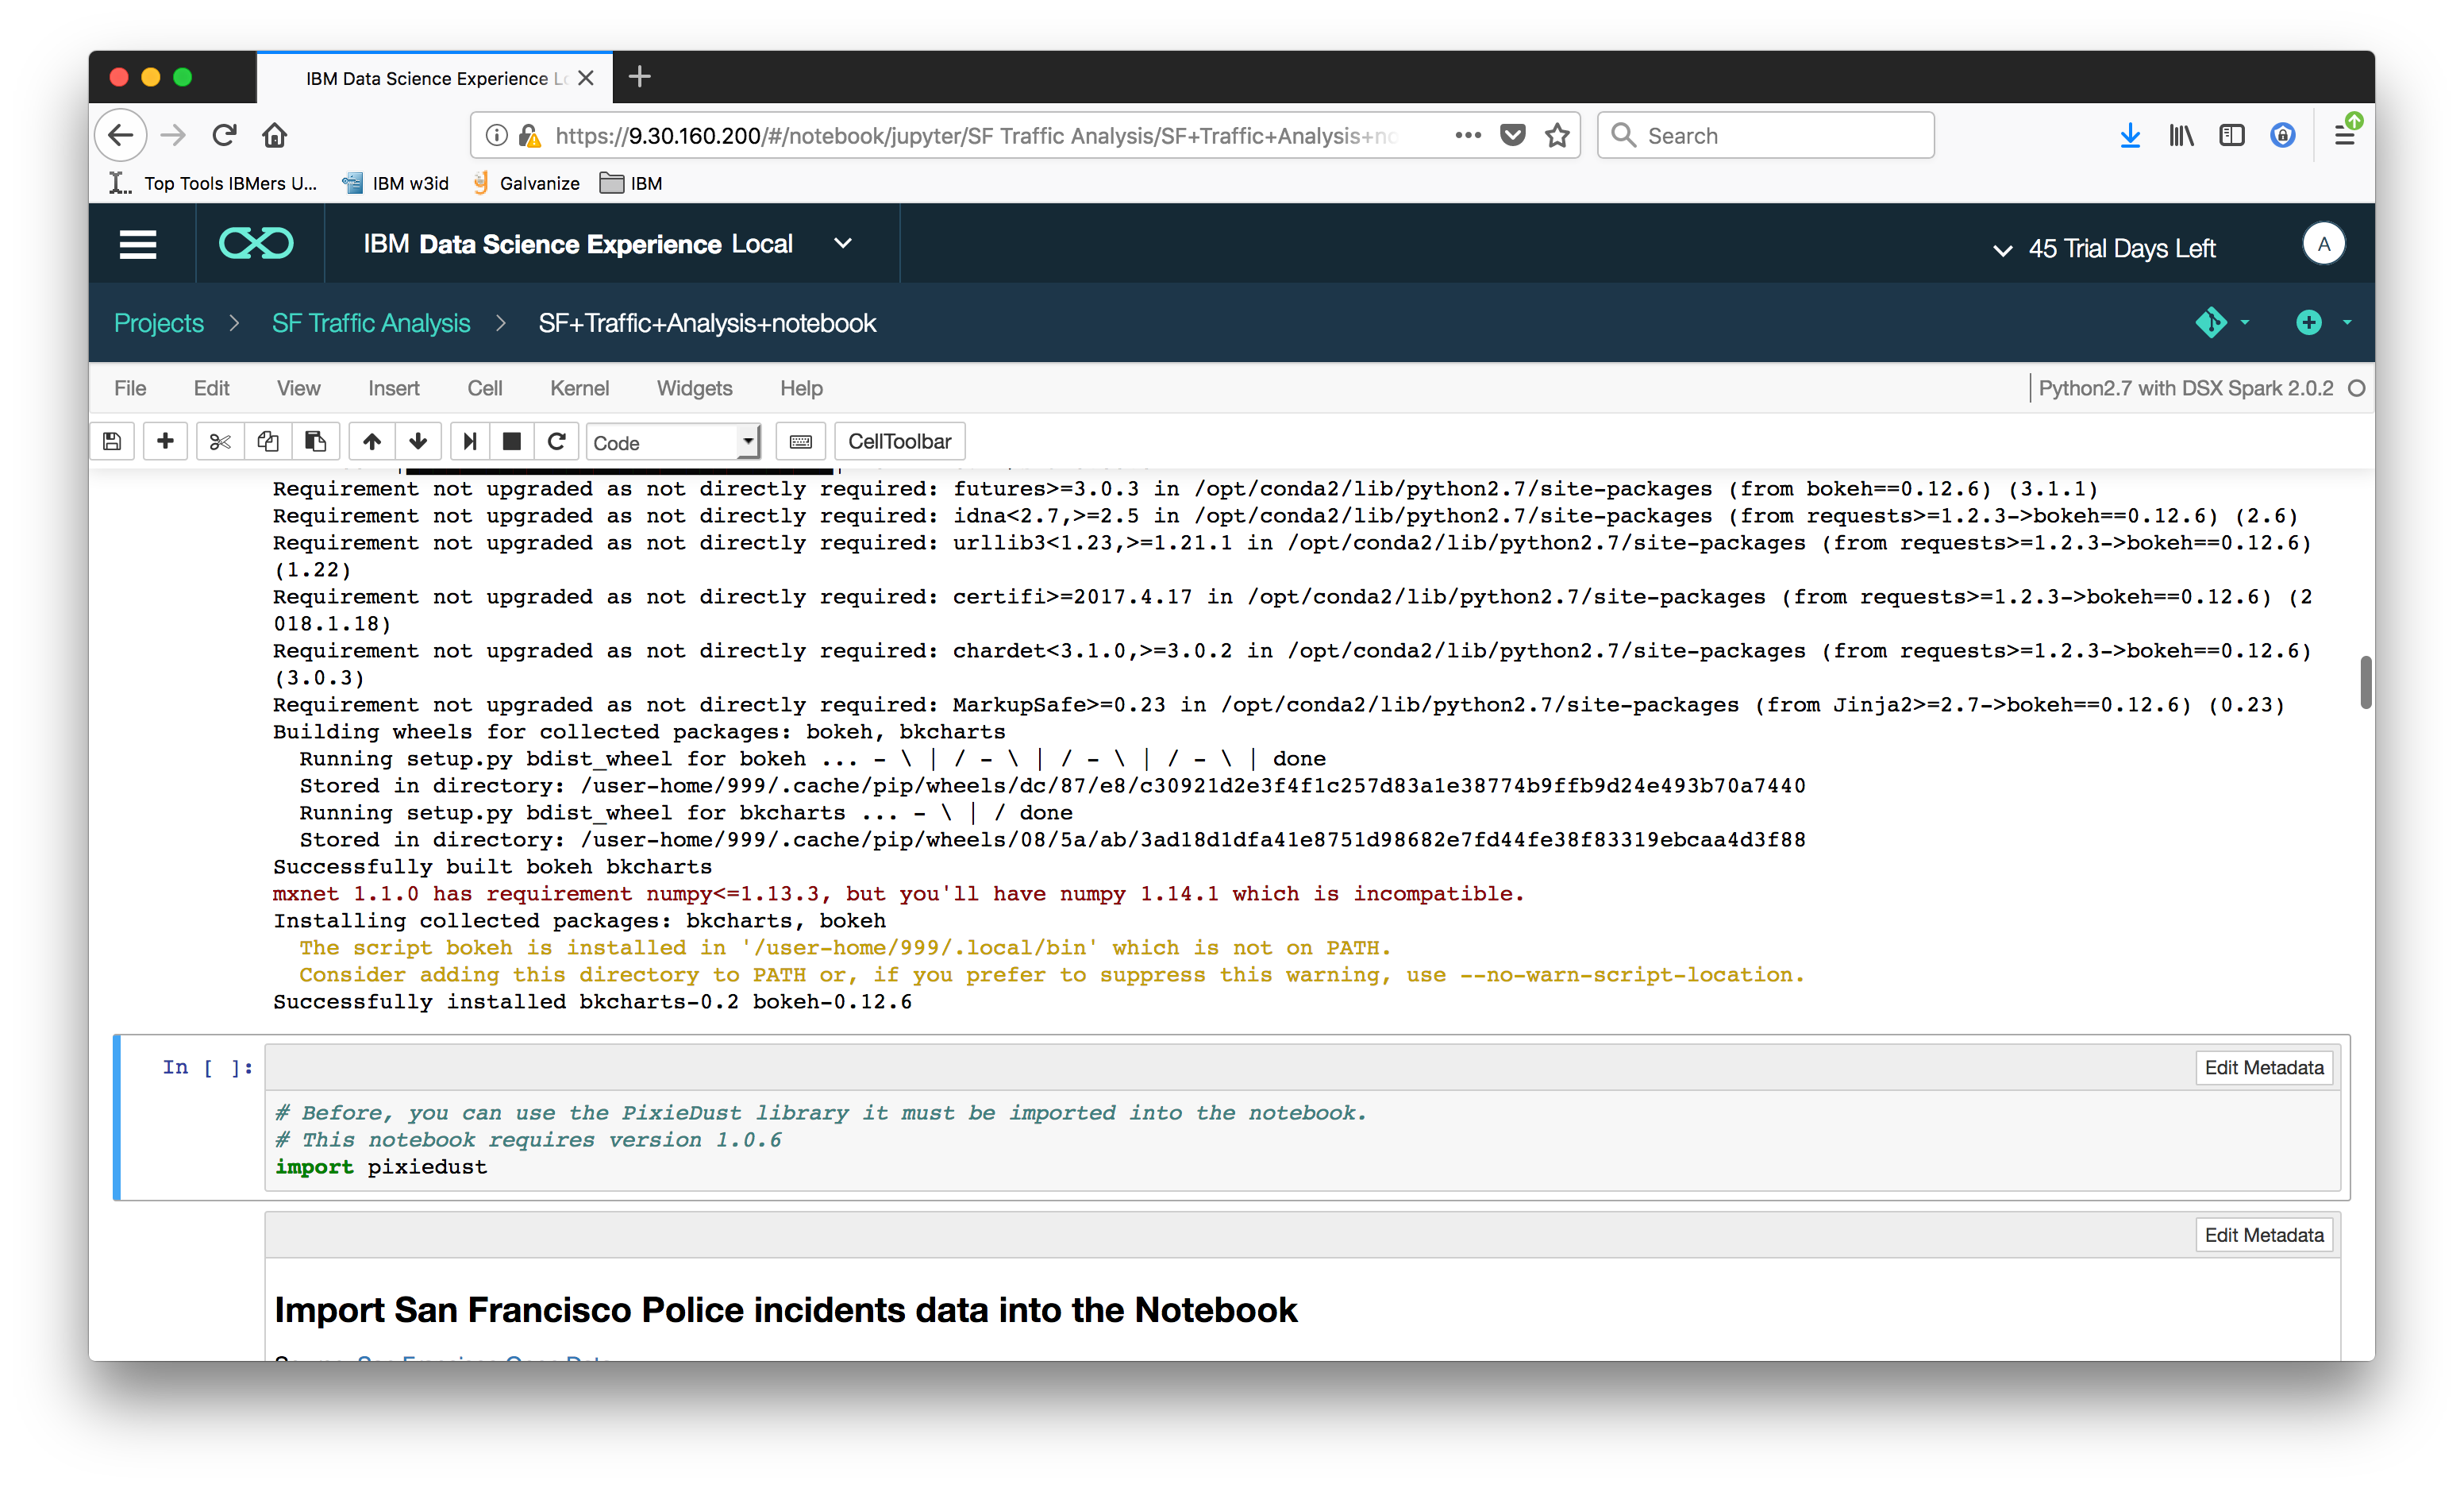 IBM Data Science Experience Lo
https://9.30.160.200/#/notebook/jupyter/SF Traffic Analysis/SF+Traffic+Analysis+no
Search
Top Tools IBMers U...
IBM w3id
Galvanize
IBM
IBM Data Science Experience Local
45 Trial Days Left
A
Projects > SF Traffic Analysis > SF+Traffic+Analysis+notebook
File Edit View Insert Cell Kernel Widgets Help
Python2.7 with DSX Spark 2.0.2
Code
CellToolbar
Requirement not upgraded as not directly required: futures>=3.0.3 in /opt/conda2/lib/python2.7/site-packages (from bokeh==0.12.6) (3.1.1)
Requirement not upgraded as not directly required: idna<2.7,>=2.5 in /opt/conda2/lib/python2.7/site-packages (from requests>=1.2.3->bokeh==0.12.6) (2.6)
Requirement not upgraded as not directly required: urllib3<1.23,>=1.21.1 in /opt/conda2/lib/python2.7/site-packages (from requests>=1.2.3->bokeh==0.12.6)
(1.22)
Requirement not upgraded as not directly required: certifi>=2017.4.17 in /opt/conda2/lib/python2.7/site-packages (from requests>=1.2.3->bokeh==0.12.6) (2
018.1.18)
Requirement not upgraded as not directly required: chardet<3.1.0,>=3.0.2 in /opt/conda2/lib/python2.7/site-packages (from requests>=1.2.3->bokeh==0.12.6)
(3.0.3)
Requirement not upgraded as not directly required: MarkupSafe>=0.23 in /opt/conda2/lib/python2.7/site-packages (from Jinja2>=2.7->bokeh==0.12.6) (0.23)
Building wheels for collected packages: bokeh, bkcharts
Running setup.py bdist_wheel for bokeh ... - \ | / - \ | / - \ | / - \ | done
Stored in directory: /user-home/999/.cache/pip/wheels/dc/87/e8/c30921d2e3f4f1c257d83a1e38774b9ffb9d24e493b70a7440
Running setup.py bdist_wheel for bkcharts ... - \ | / done
Stored in directory: /user-home/999/.cache/pip/wheels/08/5a/ab/3ad18d1dfa41e8751d98682e7fd44fe38f83319ebcaa4d3f88
Successfully built bokeh bkcharts
mxnet 1.1.0 has requirement numpy<=1.13.3, but you'll have numpy 1.14.1 which is incompatible.
Installing collected packages: bkcharts, bokeh
The script bokeh is installed in '/user-home/999/.local/bin' which is not on PATH.
Consider adding this directory to PATH or, if you prefer to suppress this warning, use --no-warn-script-location.
Successfully installed bkcharts-0.2 bokeh-0.12.6
In [ ]:
Edit Metadata
# Before, you can use the PixieDust library it must be imported into the notebook.
# This notebook requires version 1.0.6
import pixiedust
Edit Metadata
Import San Francisco Police incidents data into the Notebook